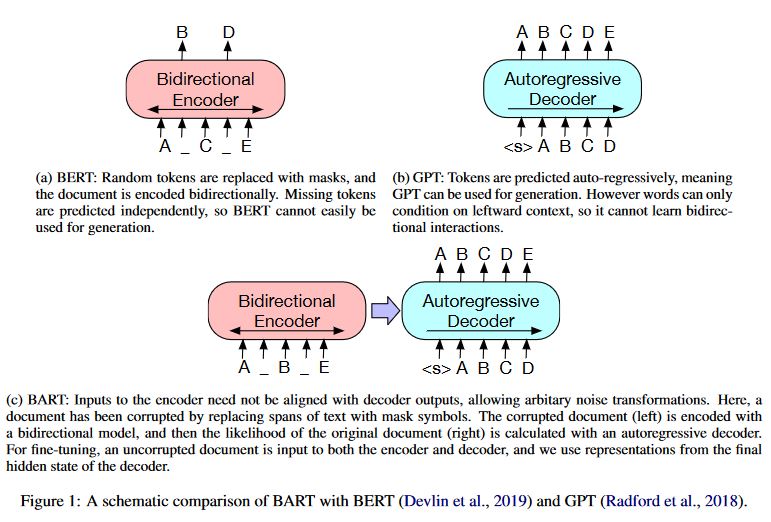 B D
Bidirectional
Encoder
A _ C _ E
(a) BERT: Random tokens are replaced with masks, and
the document is encoded bidirectionally. Missing tokens
are predicted independently, so BERT cannot easily be
used for generation.
A B C D E
Autoregressive
Decoder
<s> A B C D
(b) GPT: Tokens are predicted auto-regressively, meaning
GPT can be used for generation. However words can only
condition on leftward context, so it cannot learn bidirec-
tional interactions.
Bidirectional
Encoder
A _ B _ E
A B C D E
Autoregressive
Decoder
<s> A B C D
(c) BART: Inputs to the encoder need not be aligned with decoder outputs, allowing arbitary noise transformations. Here, a
document has been corrupted by replacing spans of text with mask symbols. The corrupted document (left) is encoded with
a bidirectional model, and then the likelihood of the original document (right) is calculated with an autoregressive decoder.
For fine-tuning, an uncorrupted document is input to both the encoder and decoder, and we use representations from the final
hidden state of the decoder.
Figure 1: A schematic comparison of BART with BERT (Devlin et al., 2019) and GPT (Radford et al., 2018).